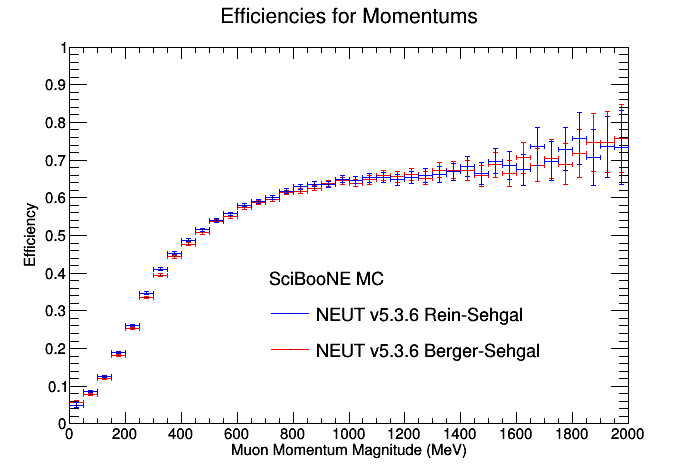 Efficiencies for Momentums
1
0.9
0.8
0.7
0.6
0.5
0.4
0.3
0.2
0.1
0
Efficiency
SciBooNE MC
NEUT v5.3.6 Rein-Sehgal
NEUT v5.3.6 Berger-Sehgal
0 200 400 600 800 1000 1200 1400 1600 1800 2000
Muon Momentum Magnitude (MeV)